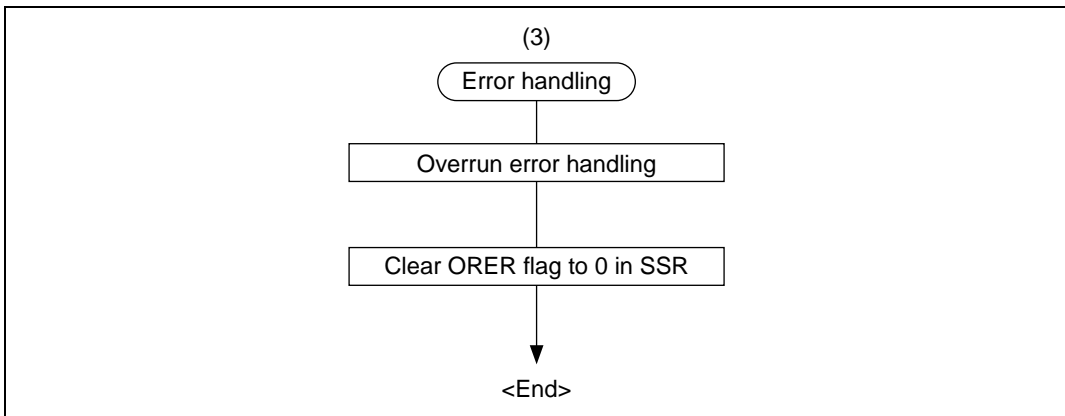 (3)
Error handling
Overrun error handling
Clear ORER flag to 0 in SSR
<End>